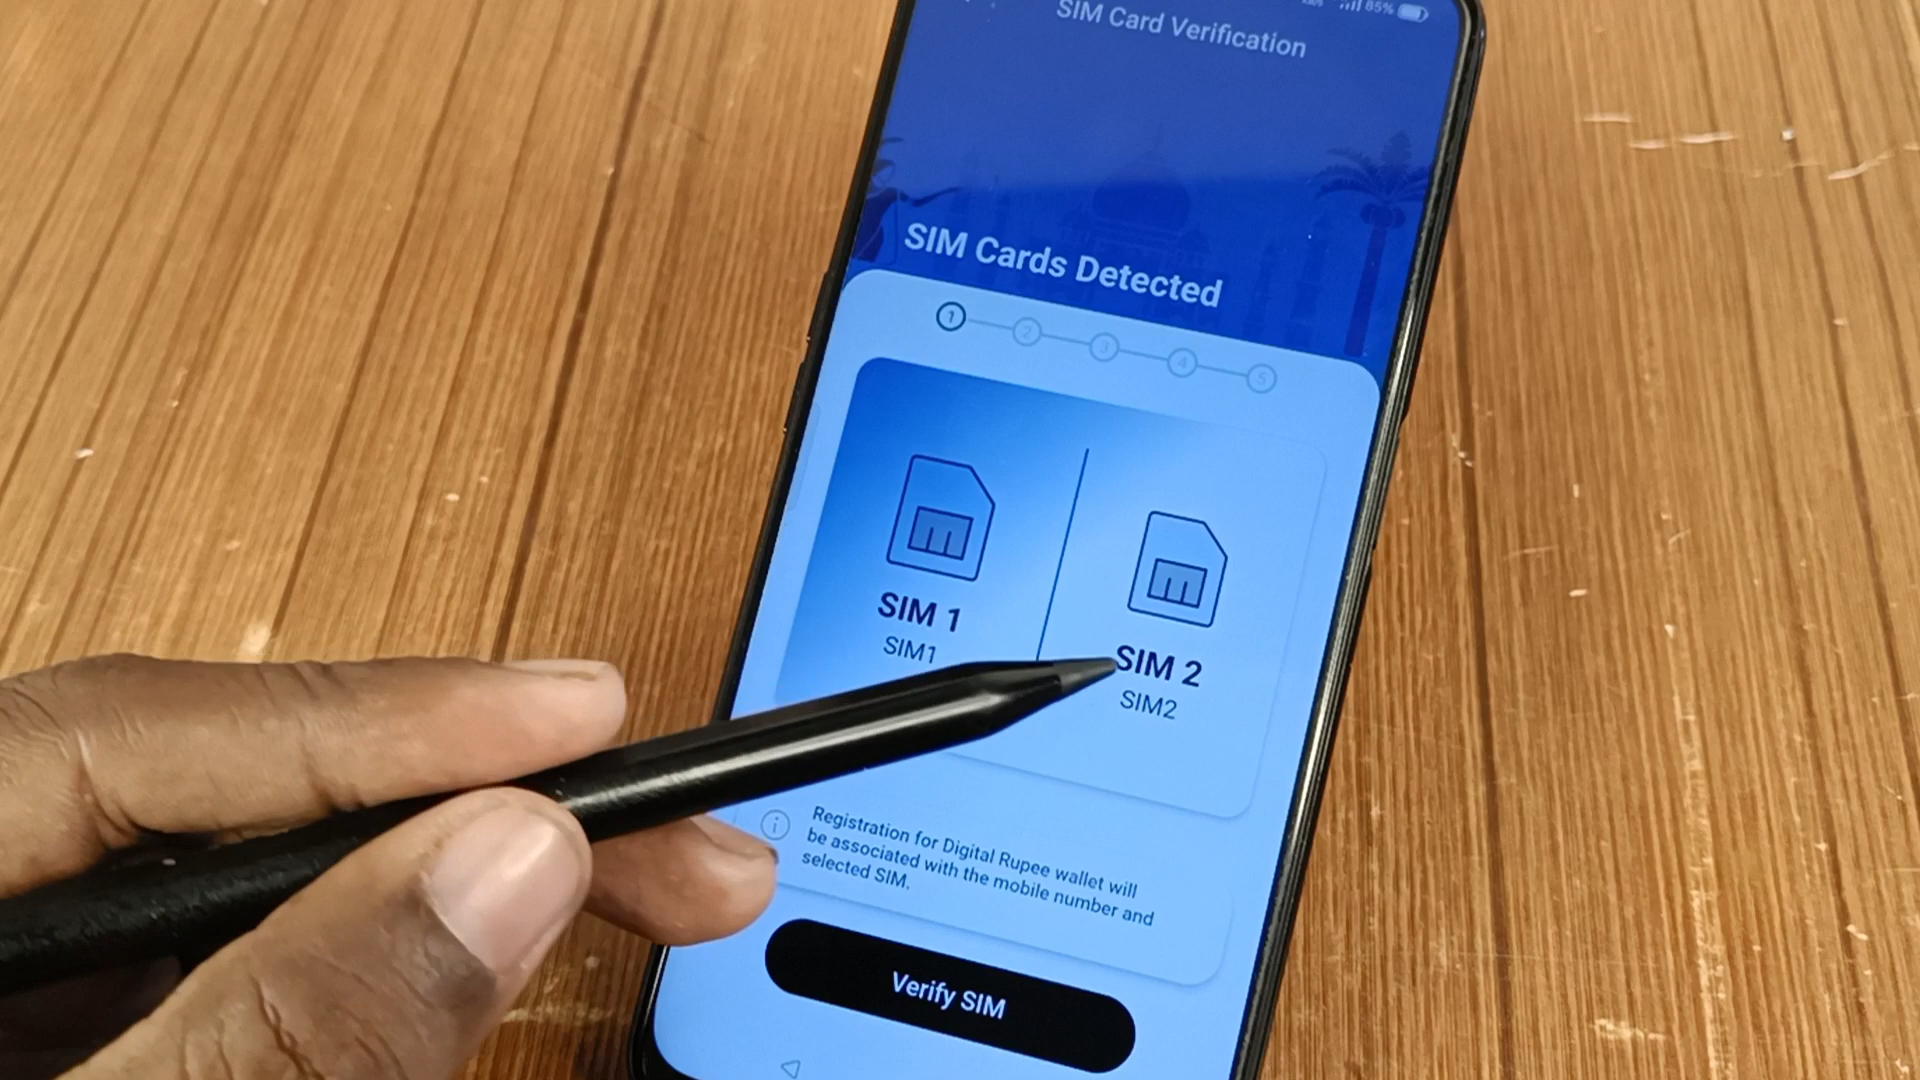 85%
SIM Card Verification
SIM Cards Detected
1 2 3 4 5
SIM 1
SIM1
SIM 2
SIM2
Registration for Digital Rupee wallet will
be associated with the mobile number and
selected SIM.
Verify SIM